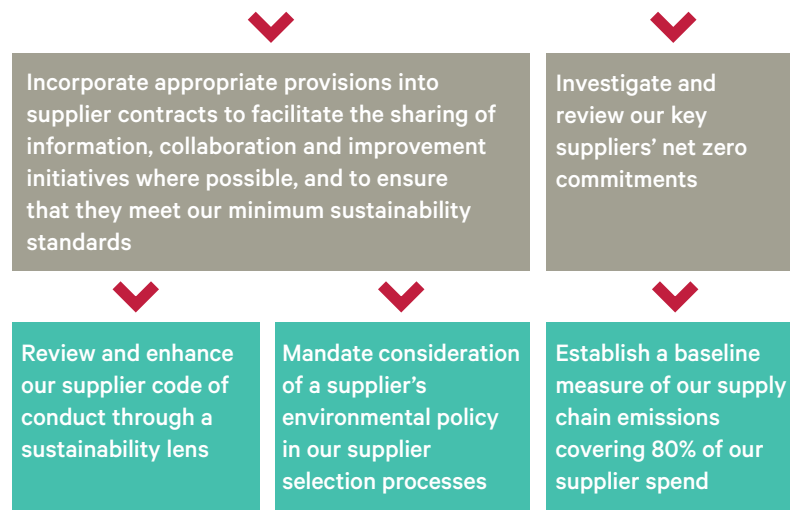 Incorporate appropriate provisions into
supplier contracts to facilitate the sharing of
information, collaboration and improvement
initiatives where possible, and to ensure
that they meet our minimum sustainability
standards
Investigate and
review our key
suppliers’ net zero
commitments
Review and enhance
our supplier code of
conduct through a
sustainability lens
Mandate consideration
of a supplier’s
environmental policy
in our supplier
selection processes
Establish a baseline
measure of our supply
chain emissions
covering 80% of our
supplier spend